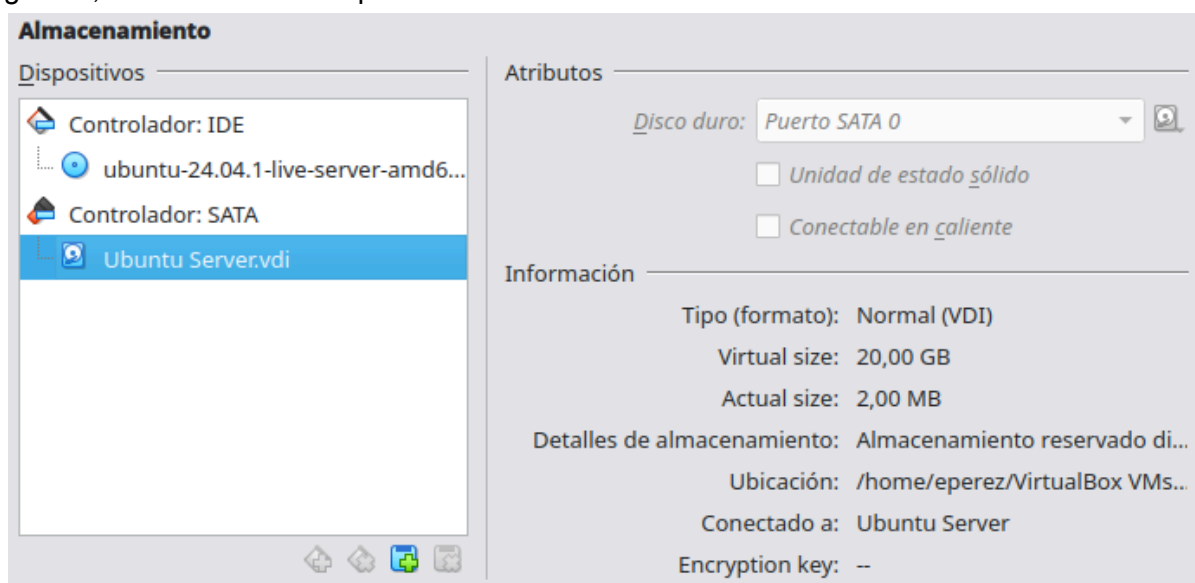 Almacenamiento
Dispositivos
Controlador: IDE
ubuntu-24.04.1-live-server-amd6...
Controlador: SATA
Ubuntu Server.vdi
Atributos
Disco duro: Puerto SATA 0
Unidad de estado sólido
Conectable en caliente
Información
Tipo (formato): Normal (VDI)
Virtual size: 20,00 GB
Actual size: 2,00 MB
Detalles de almacenamiento: Almacenamiento reservado di...
Ubicación: /home/eperez/VirtualBox VMs...
Conectado a: Ubuntu Server
Encryption key: --